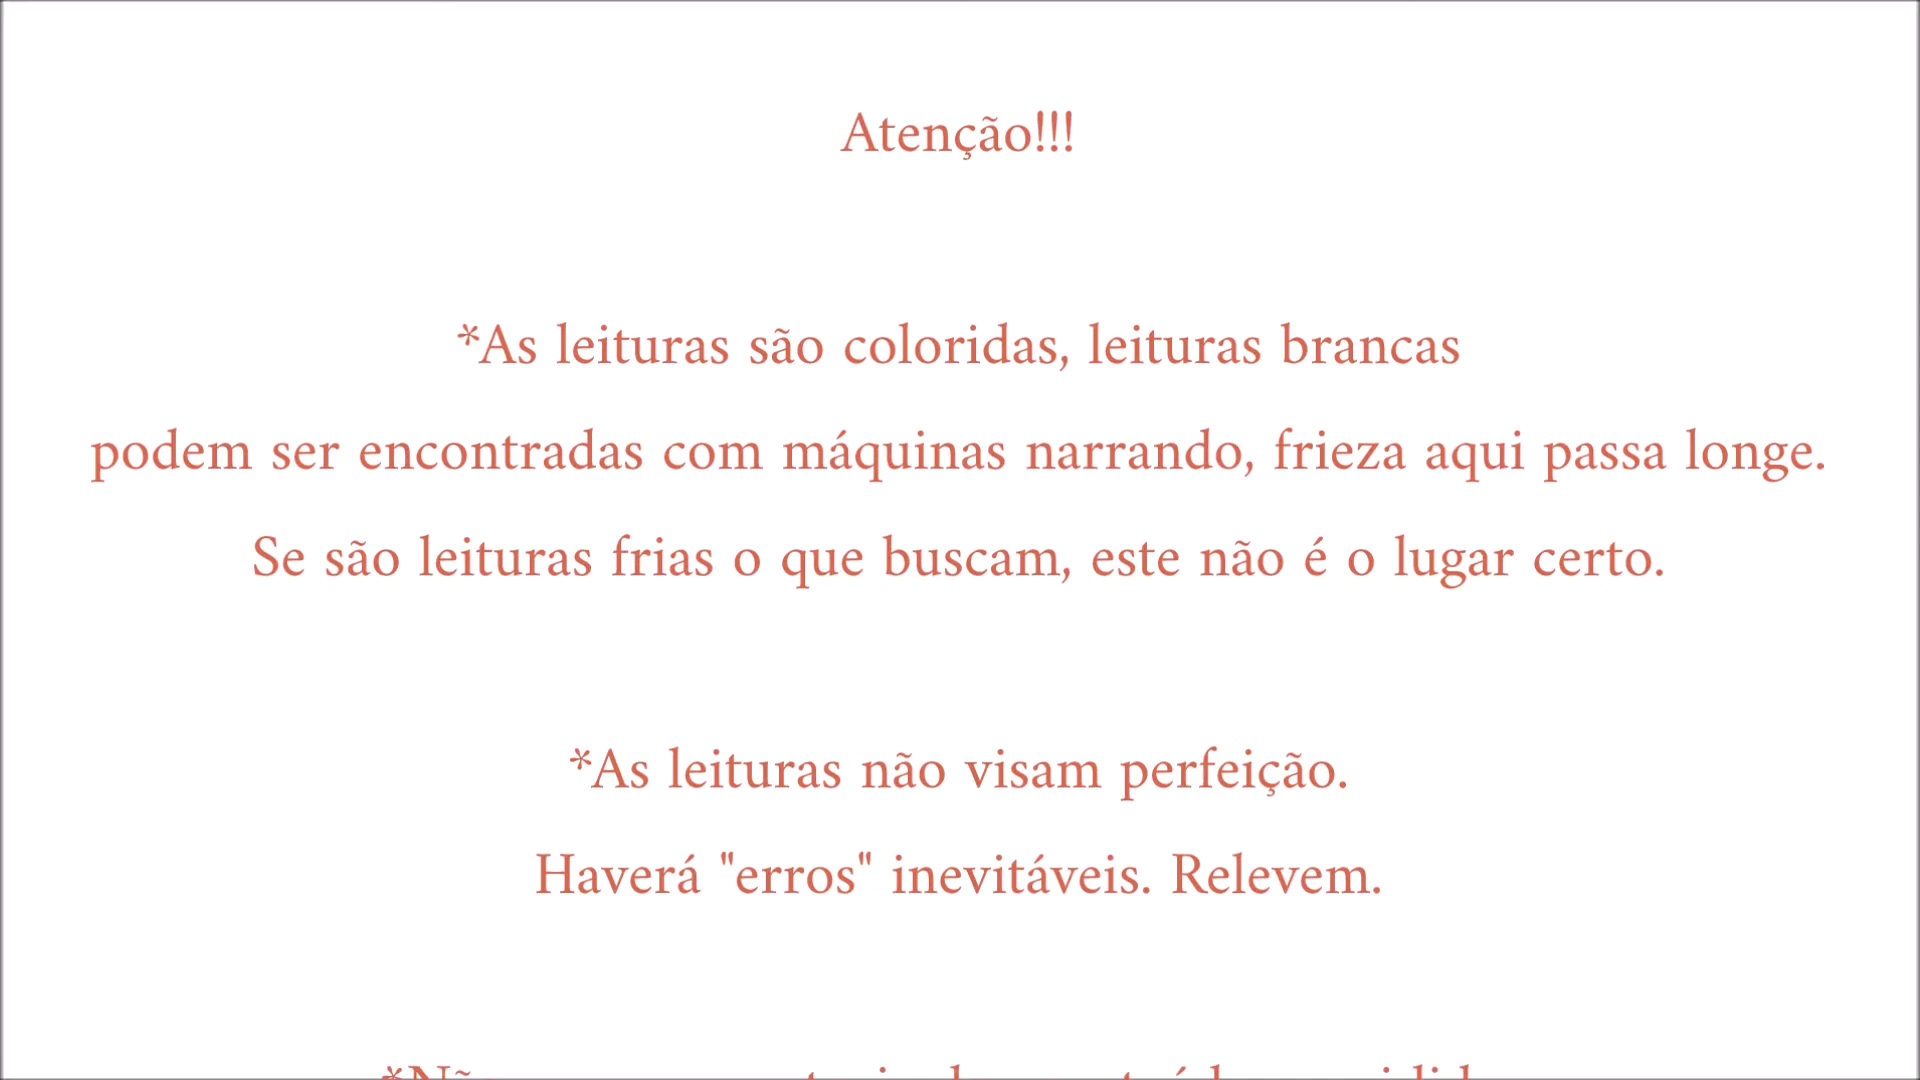 Atenção!!!
*As leituras são coloridas, leituras brancas
podem ser encontradas com máquinas narrando, frieza aqui passa longe.
Se são leituras frias o que buscam, este não é o lugar certo.
*As leituras não visam perfeição.
Haverá "erros" inevitáveis. Relevem.